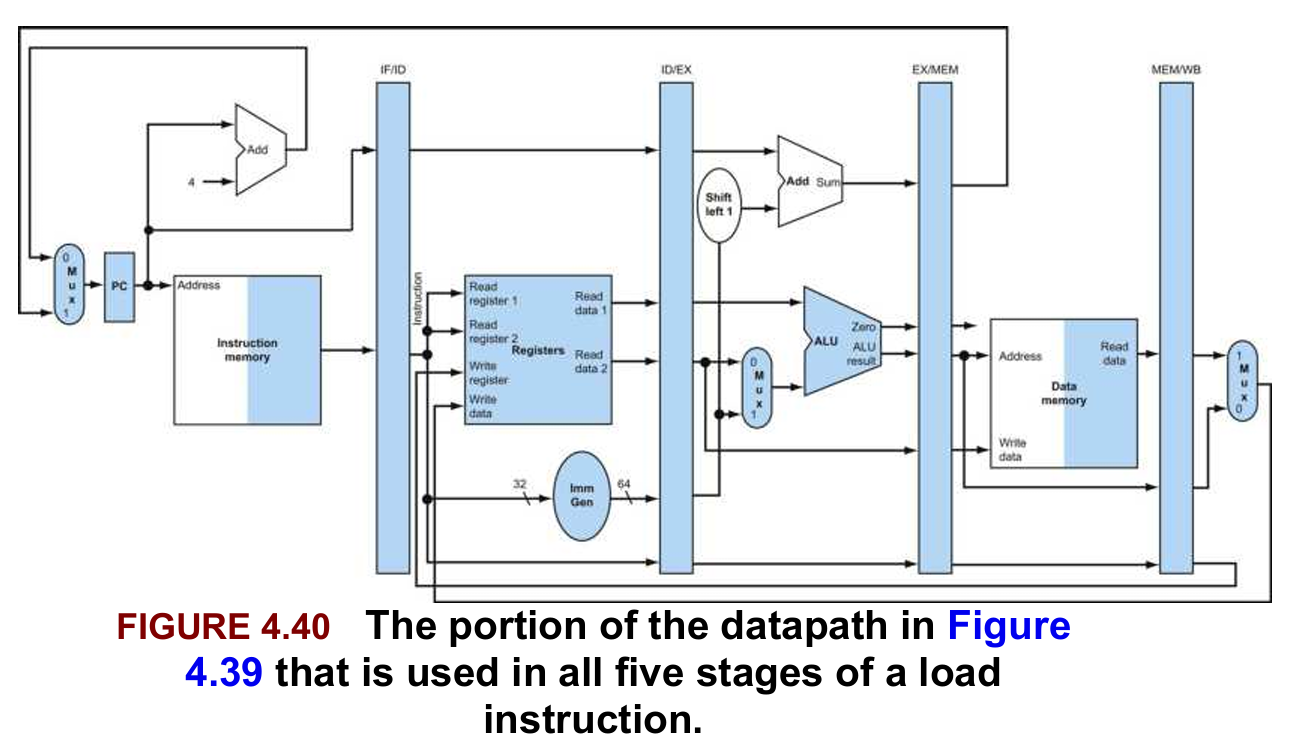 IF/ID
ID/EX
EX/MEM
MEM/WB
Add
4
Add Sum
Shift
left 1
0
M
u
x
1
PC
Address
Instruction
memory
Instruction
Read
register 1
Read
register 2
Write
register
Write
data
Registers
Read
data 1
Read
data 2
0
M
u
x
1
Zero
ALU
ALU
result
Address
Read
data
Data
memory
Write
data
1
M
u
x
0
32
Imm
Gen
64
FIGURE 4.40 The portion of the datapath in Figure
4.39 that is used in all five stages of a load
instruction.